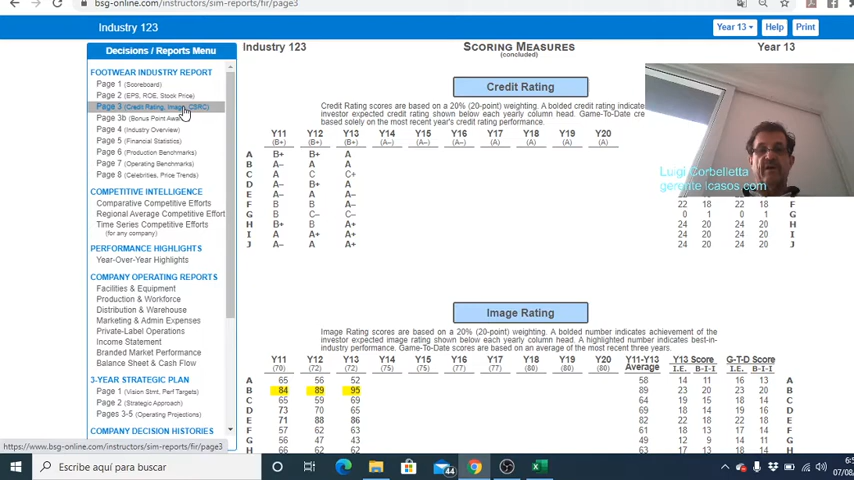 bsg-online.com/instructors/sim-reports/fir/page3
Industry 123
Year 13
Help
Print
Decisions / Reports Menu
FOOTWEAR INDUSTRY REPORT
Page 1 (Scoreboard)
Page 2 (EPS, ROE, Stock Price)
Page 3 (Credit Rating, Image, CSRC)
Page 3b (Bonus Point
Page 4 (Industry Overview)
Page 5 (Financial Statistics)
Page 6 (Production Benchmarks)
Page 7 (Operating Benchmarks)
Page 8 (Celebrities, Price Trends)
COMPETITIVE INTELLIGENCE
Comparative Competitive Efforts
Regional Average Competitive Effort
Time Series Competitive Efforts
(for any company)
PERFORMANCE HIGHLIGHTS
Year-Over-Year Highlights
COMPANY OPERATING REPORTS
Facilities & Equipment
Production & Workforce
Distribution & Warehouse
Marketing & Admin Expenses
Private-Label Operations
Income Statement
Branded Market Performance
Balance Sheet & Cash Flow
3-YEAR STRATEGIC PLAN
Page 1 (Vision Stmt, Perf Targets)
Page 2 (Strategic Approach)
Pages 3-5 (Operating Projections)
COMPANY DECISION HISTORIES
Industry 123
SCORING MEASURES
Year 13
(concluded)
Credit Rating
Credit Rating scores are based on a 20% (20-point) weighting. A bolded credit rating indicate
investor expected credit rating shown below each yearly column head. Game-To-Date cre
based solely on the most recent year's credit rating performance.
Y11 Y12 Y13 Y14 Y15 Y16 Y17 Y18 Y19 Y20
(B+) (B+) (B+) (A–) (A–) (A–) (A–) (A) (A) (A)
A B+ B+ A
B A– A A
C A C C+
D A– B+ A
E A– A A–
F B B A– 22 18 22 18 F
G B C– C– 0 1 0 1 G
H B+ B A+ 24 20 24 20 H
I A A+ A+ 24 20 24 20 I
J A– A A+ 24 20 24 20 J
Luigi Corbelletta
gerente icasos.com
Image Rating
Image Rating scores are based on a 20% (20-point) weighting. A bolded number indicates achievement of the
investor expected image rating shown below each yearly column head. A highlighted number indicates best-in-
industry performance. Game-To-Date scores are based on an average of the most recent three years.
Y11 Y12 Y13 Y14 Y15 Y16 Y17 Y18 Y19 Y20 Y11-Y13 Y13 Score G-T-D Score
(70) (72) (72) (75) (75) (77) (77) (80) (80) (80) Average I.E. B-I-I I.E. B-I-I
A 65 56 52 58 14 11 16 13 A
B 84 89 95 89 23 20 23 20 B
C 65 59 69 64 19 15 18 14 C
D 73 70 65 69 18 14 19 16 D
E 71 88 86 82 22 18 22 18 E
F 57 62 63 61 18 13 17 14 F
G 56 47 43 49 12 9 14 11 G
H 66 62 62 63 17 13 18 14 H
https://www.bsg-online.com/instructors/sim-reports/fir/page3
Escribe aquí para buscar
44
07/08